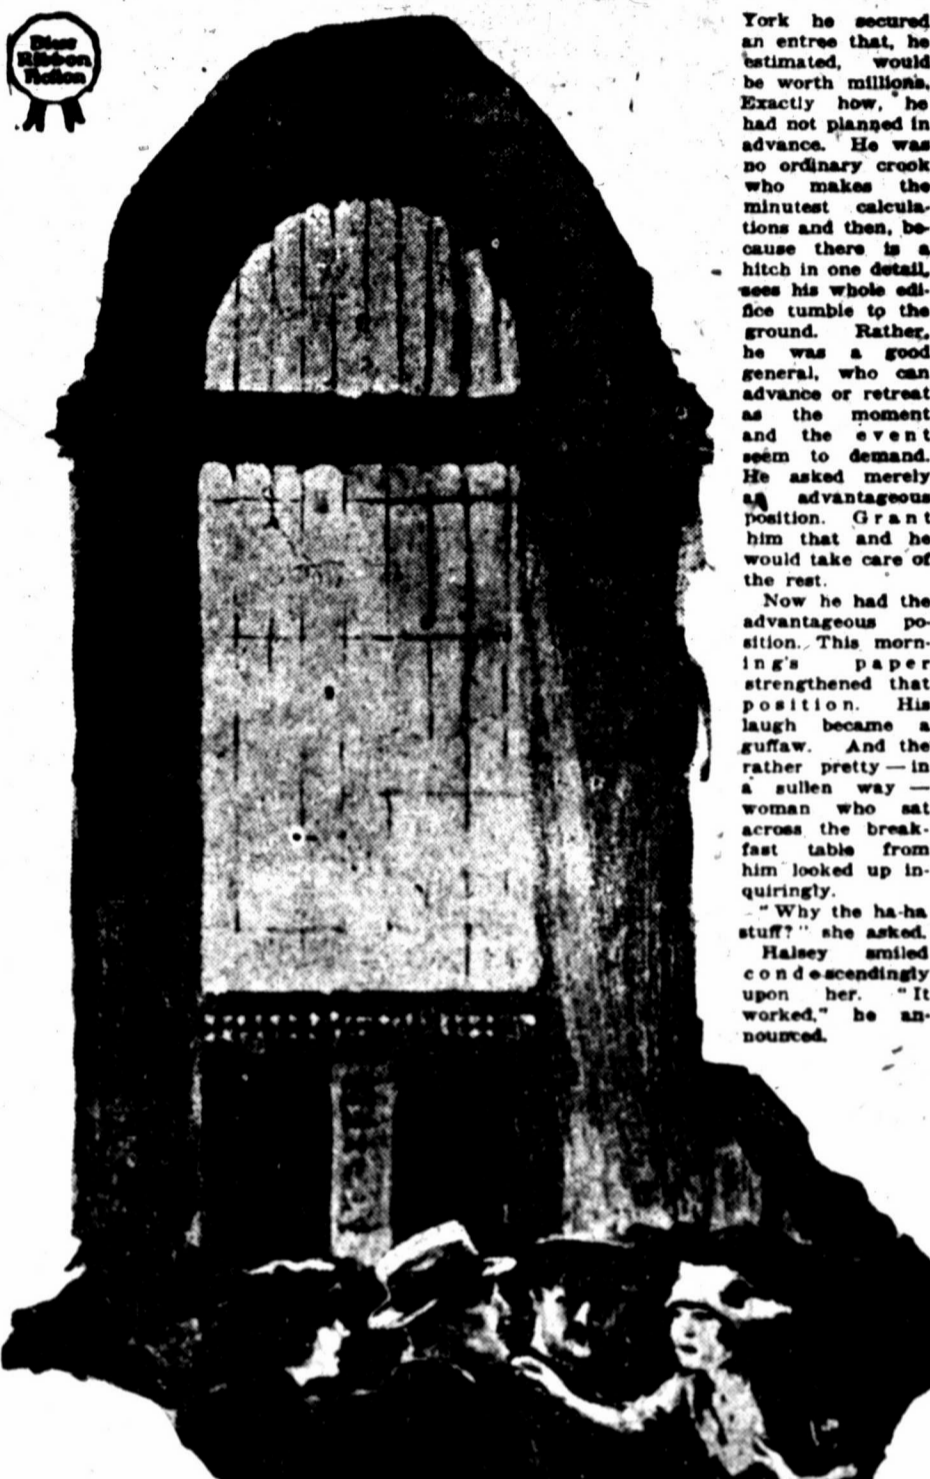 Blue
Ribbon
Fiction
York he secured
an entree that, he
estimated, would
be worth millions.
Exactly how, he
had not planned in
advance. He was
no ordinary crook
who makes the
minutest calcula-
tions and then, be-
cause there is a
hitch in one detail,
sees his whole edi-
fice tumble to the
ground. Rather,
he was a good
general, who can
advance or retreat
as the moment
and the event
seem to demand.
He asked merely
an advantageous
position. Grant
him that and he
would take care of
the rest.
Now he had the
advantageous po-
sition. This morn-
ing's paper
strengthened that
position. His
laugh became a
guffaw. And the
rather pretty — in
a sullen way —
woman who sat
across the break-
fast table from
him looked up in-
quiringly.
"Why the ha-ha
stuff?" she asked.
Halsey smiled
condescendingly
upon her. "It
worked," he an-
nounced.